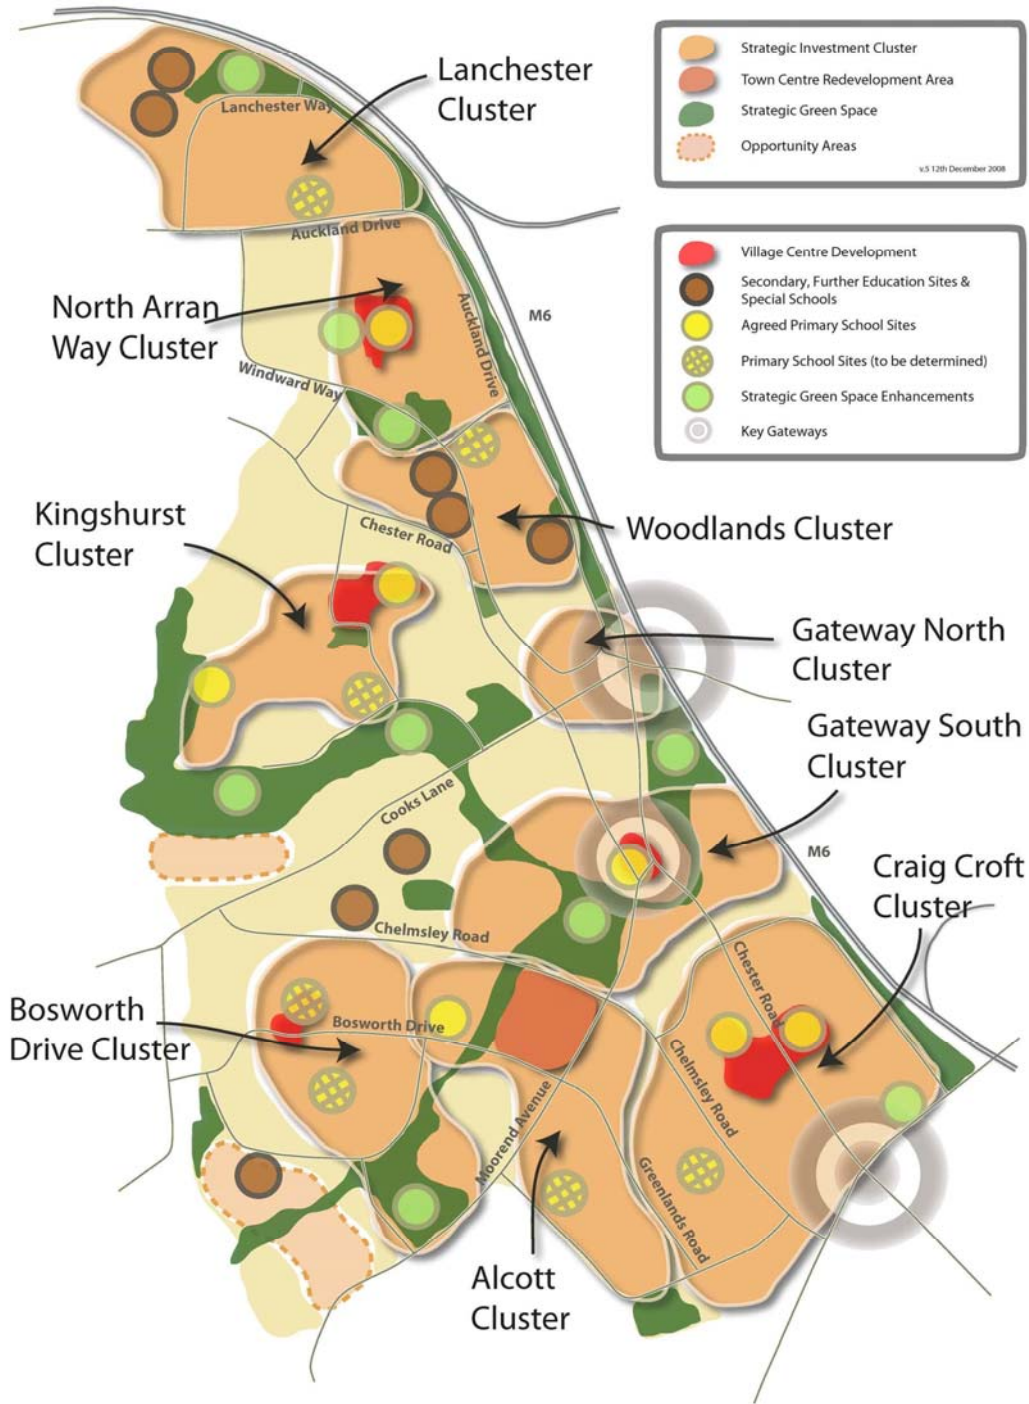 Lanchester
Cluster
Strategic Investment Cluster
Town Centre Redevelopment Area
Strategic Green Space
Opportunity Areas
v.5 12th December 2008
Lanchester Way
Auckland Drive
Village Centre Development
Secondary, Further Education Sites &
Special Schools
Agreed Primary School Sites
Primary School Sites (to be determined)
Strategic Green Space Enhancements
Key Gateways
North Arran
Way Cluster
Auckland Drive
M6
Windward Way
Kingshurst
Cluster
Chester Road
Woodlands Cluster
Gateway North
Cluster
Gateway South
Cluster
Cooks Lane
M6
Craig Croft
Cluster
Chelmsley Road
Chester Road
Bosworth
Drive Cluster
Bosworth Drive
Chelmsley Road
Moorend Avenue
Greenlands Road
Alcott
Cluster